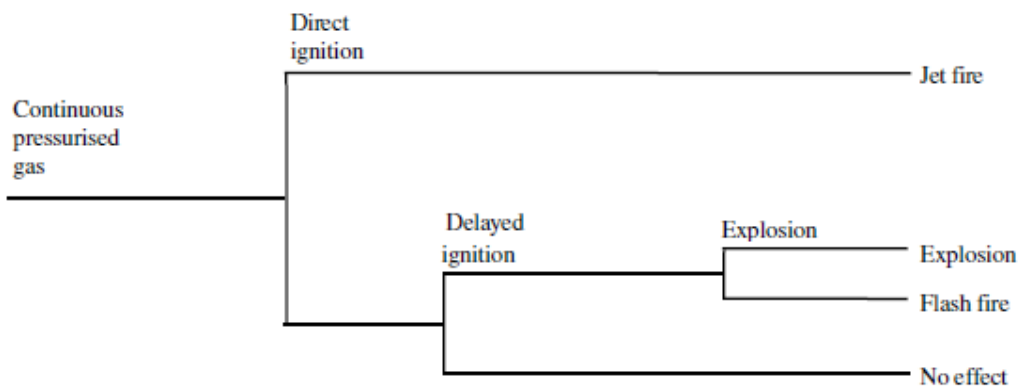 Direct
ignition
Jet fire
Continuous
pressurised
gas
Delayed
ignition
Explosion
Explosion
Flash fire
No effect